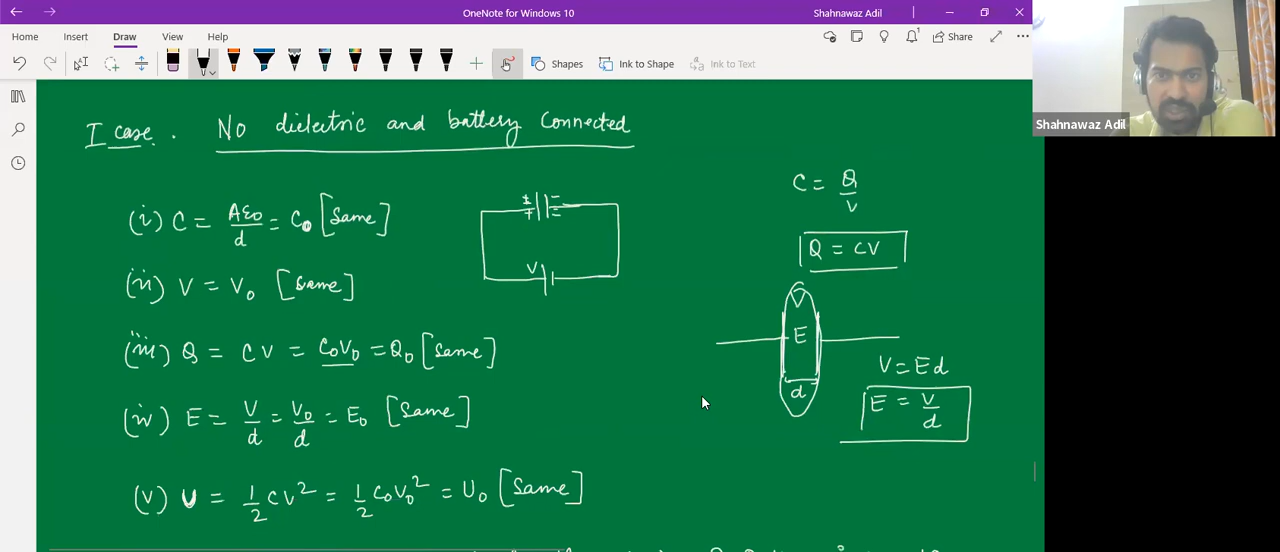 OneNote for Windows 10
Shahnawaz Adil
Home Insert Draw View Help
Share
Shapes Ink to Shape Ink to Text
Shahnawaz Adil
I case. No dielectric and battery connected
(i) C = Aε₀/d = C₀ [Same]
(ii) V = V₀ [Same]
(iii) Q = CV = C₀V₀ = Q₀ [Same]
(iv) E = V/d = V₀/d = E₀ [Same]
(v) U = 1/2 CV² = 1/2 C₀V₀² = U₀ [Same]
+ −
+ −
V
C = Q/V
Q = CV
V
E
d
V = Ed
E = V/d